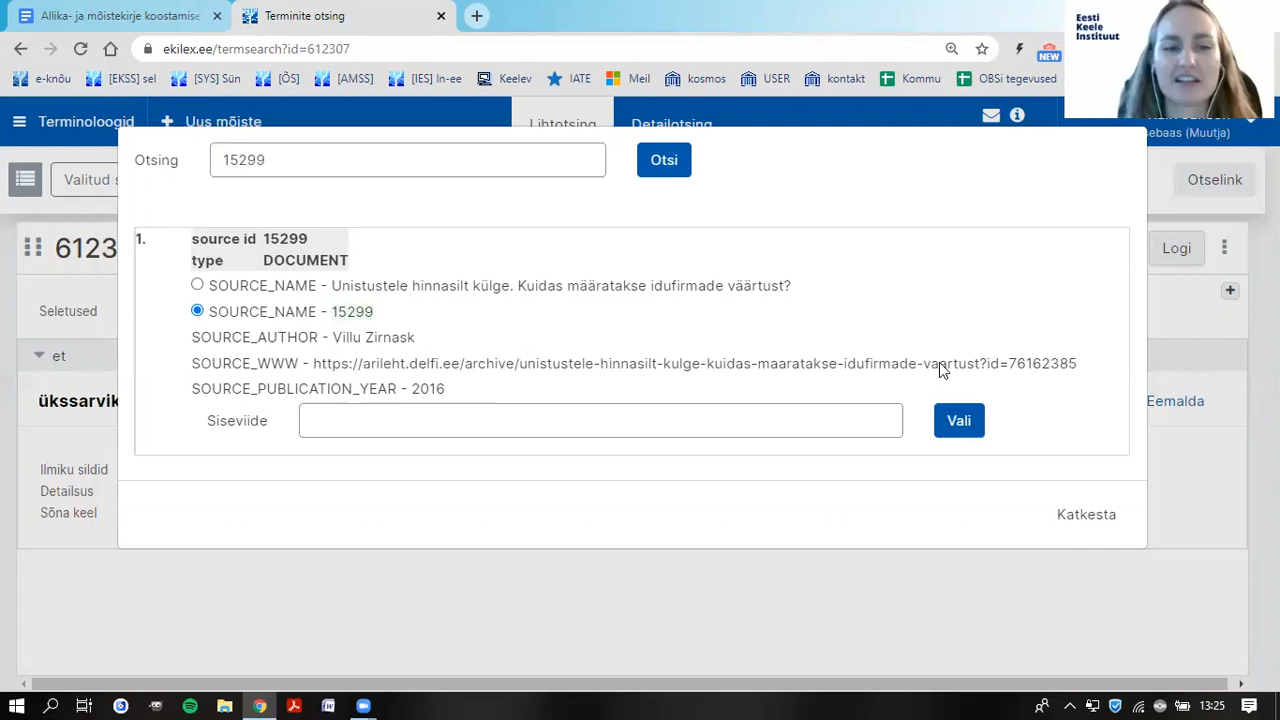 Allika- ja mõistekirje koostamise
Terminite otsing
Eesti
Keele
Instituut
ekilex.ee/termsearch?id=612307
NEW
e-knõu
[EKSS] sel
[SYS] Sün
[ÕS]
[AMSS]
[IES] In-ee
Keelev
IATE
Meil
kosmos
USER
kontakt
Kommu
OBSi tegevused
Terminoloogid
Uus mõiste
Lihtotsing
Detailotsing
sebaas (Muutja)
Otsing
15299
Otsi
Valitud s
Otselink
1.
source id 15299
type DOCUMENT
6123
Logi
SOURCE_NAME - Unistustele hinnasilt külge. Kuidas määratakse idufirmade väärtust?
SOURCE_NAME - 15299
Seletused
SOURCE_AUTHOR - Villu Zirnask
et
SOURCE_WWW - https://arileht.delfi.ee/archive/unistustele-hinnasilt-kulge-kuidas-maaratakse-idufirmade-vaartust?id=76162385
SOURCE_PUBLICATION_YEAR - 2016
ükssarvik
Eemalda
Siseviide
Vali
Ilmiku sildid
Detailsus
Sõna keel
Katkesta
13:25